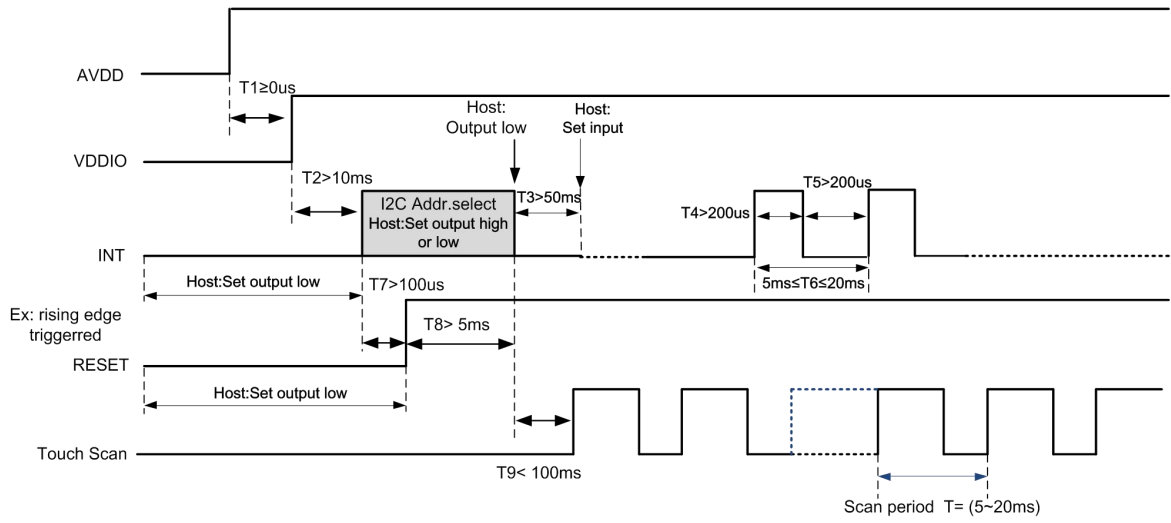 AVDD
T1≥0us
Host:
Output low
Host:
Set input
VDDIO
T2>10ms
I2C Addr.select
Host:Set output high
or low
T3>50ms
T4>200us
T5>200us
INT
Host:Set output low
T7>100us
5ms≤T6≤20ms
Ex: rising edge
triggerred
T8> 5ms
RESET
Host:Set output low
Touch Scan
T9< 100ms
Scan period T= (5~20ms)